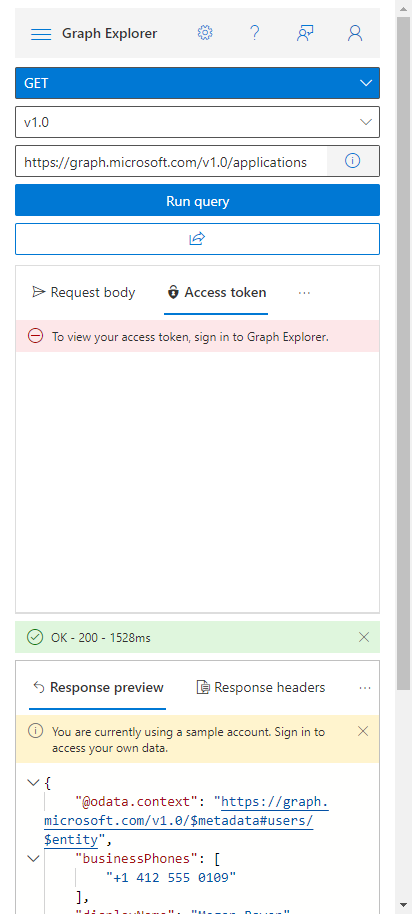 Graph Explorer
GET
v1.0
https://graph.microsoft.com/v1.0/applications
Run query
Request body
Access token
...
To view your access token, sign in to Graph Explorer.
OK - 200 - 1528ms
Response preview
Response headers
...
You are currently using a sample account. Sign in to
access your own data.
{
"@odata.context": "https://graph.
microsoft.com/v1.0/$metadata#users/
$entity",
"businessPhones": [
"+1 412 555 0109"
],
"displayName": "Megan Bowen"